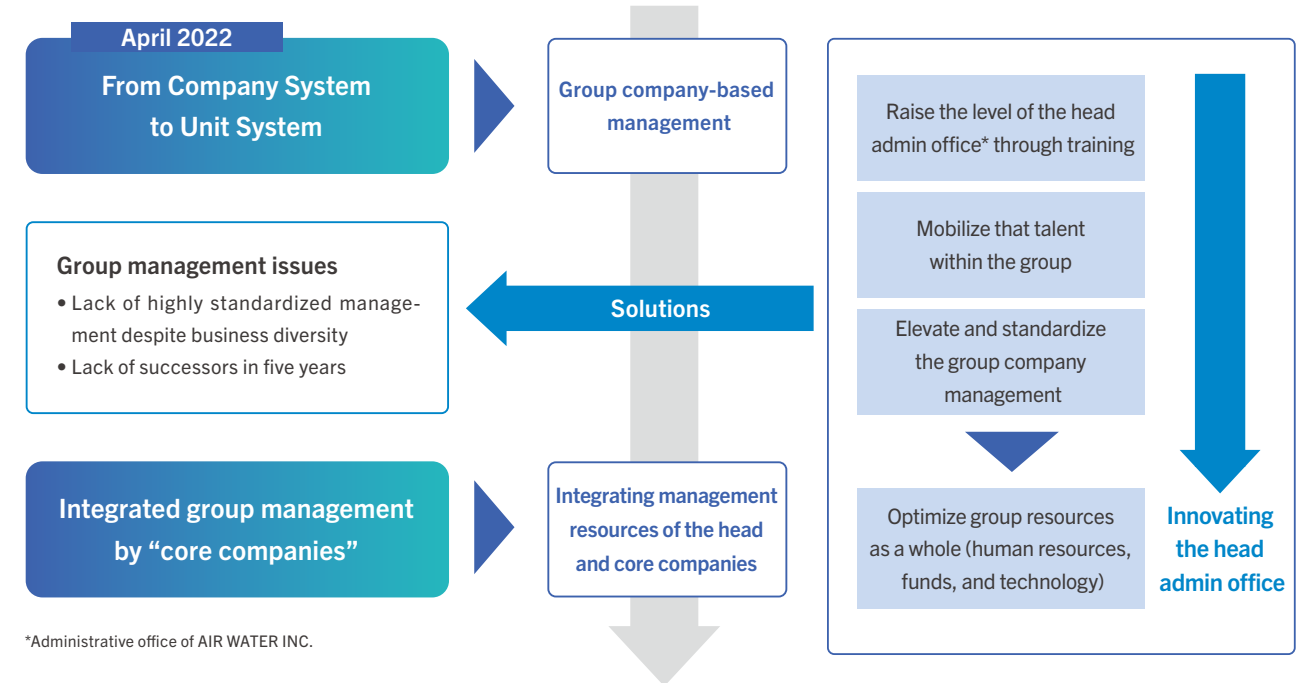 April 2022
From Company System
to Unit System
Group company-based
management
Group management issues
• Lack of highly standardized manage-
ment despite business diversity
• Lack of successors in five years
Solutions
Integrated group management
by “core companies”
Integrating management
resources of the head
and core companies
Raise the level of the head
admin office* through training
Mobilize that talent
within the group
Elevate and standardize
the group company
management
Optimize group resources
as a whole (human resources,
funds, and technology)
Innovating
the head
admin office
*Administrative office of AIR WATER INC.